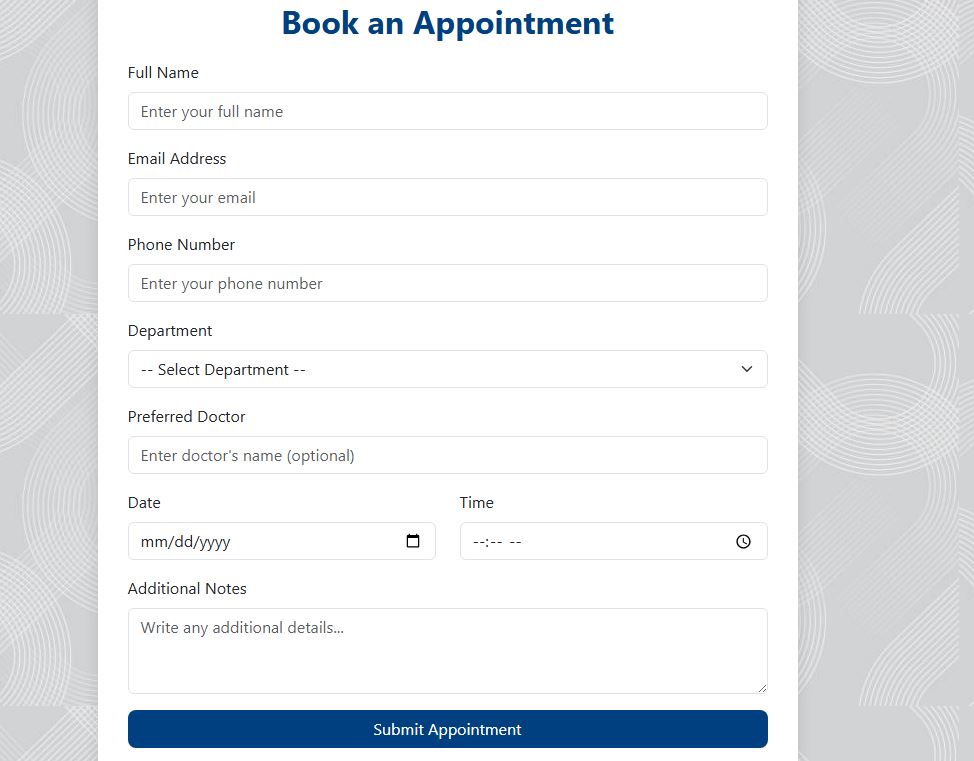 Book an Appointment
Full Name
Enter your full name
Email Address
Enter your email
Phone Number
Enter your phone number
Department
-- Select Department --
Preferred Doctor
Enter doctor's name (optional)
Date
Time
mm/dd/yyyy
--:-- --
Additional Notes
Write any additional details...
Submit Appointment